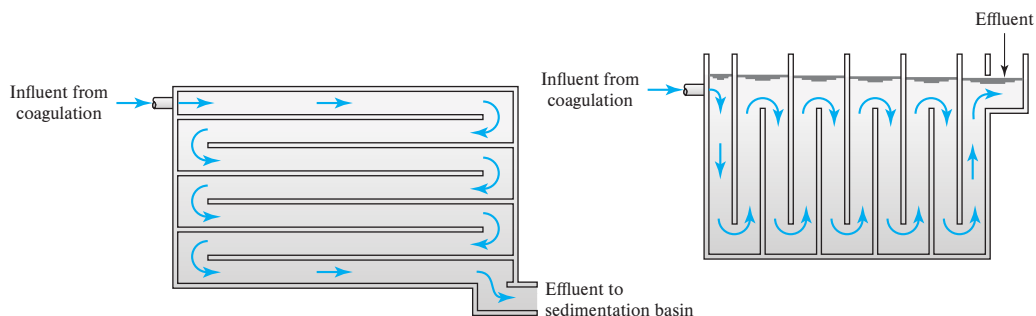 Influent from
coagulation
Effluent to
sedimentation basin
Influent from
coagulation
Effluent